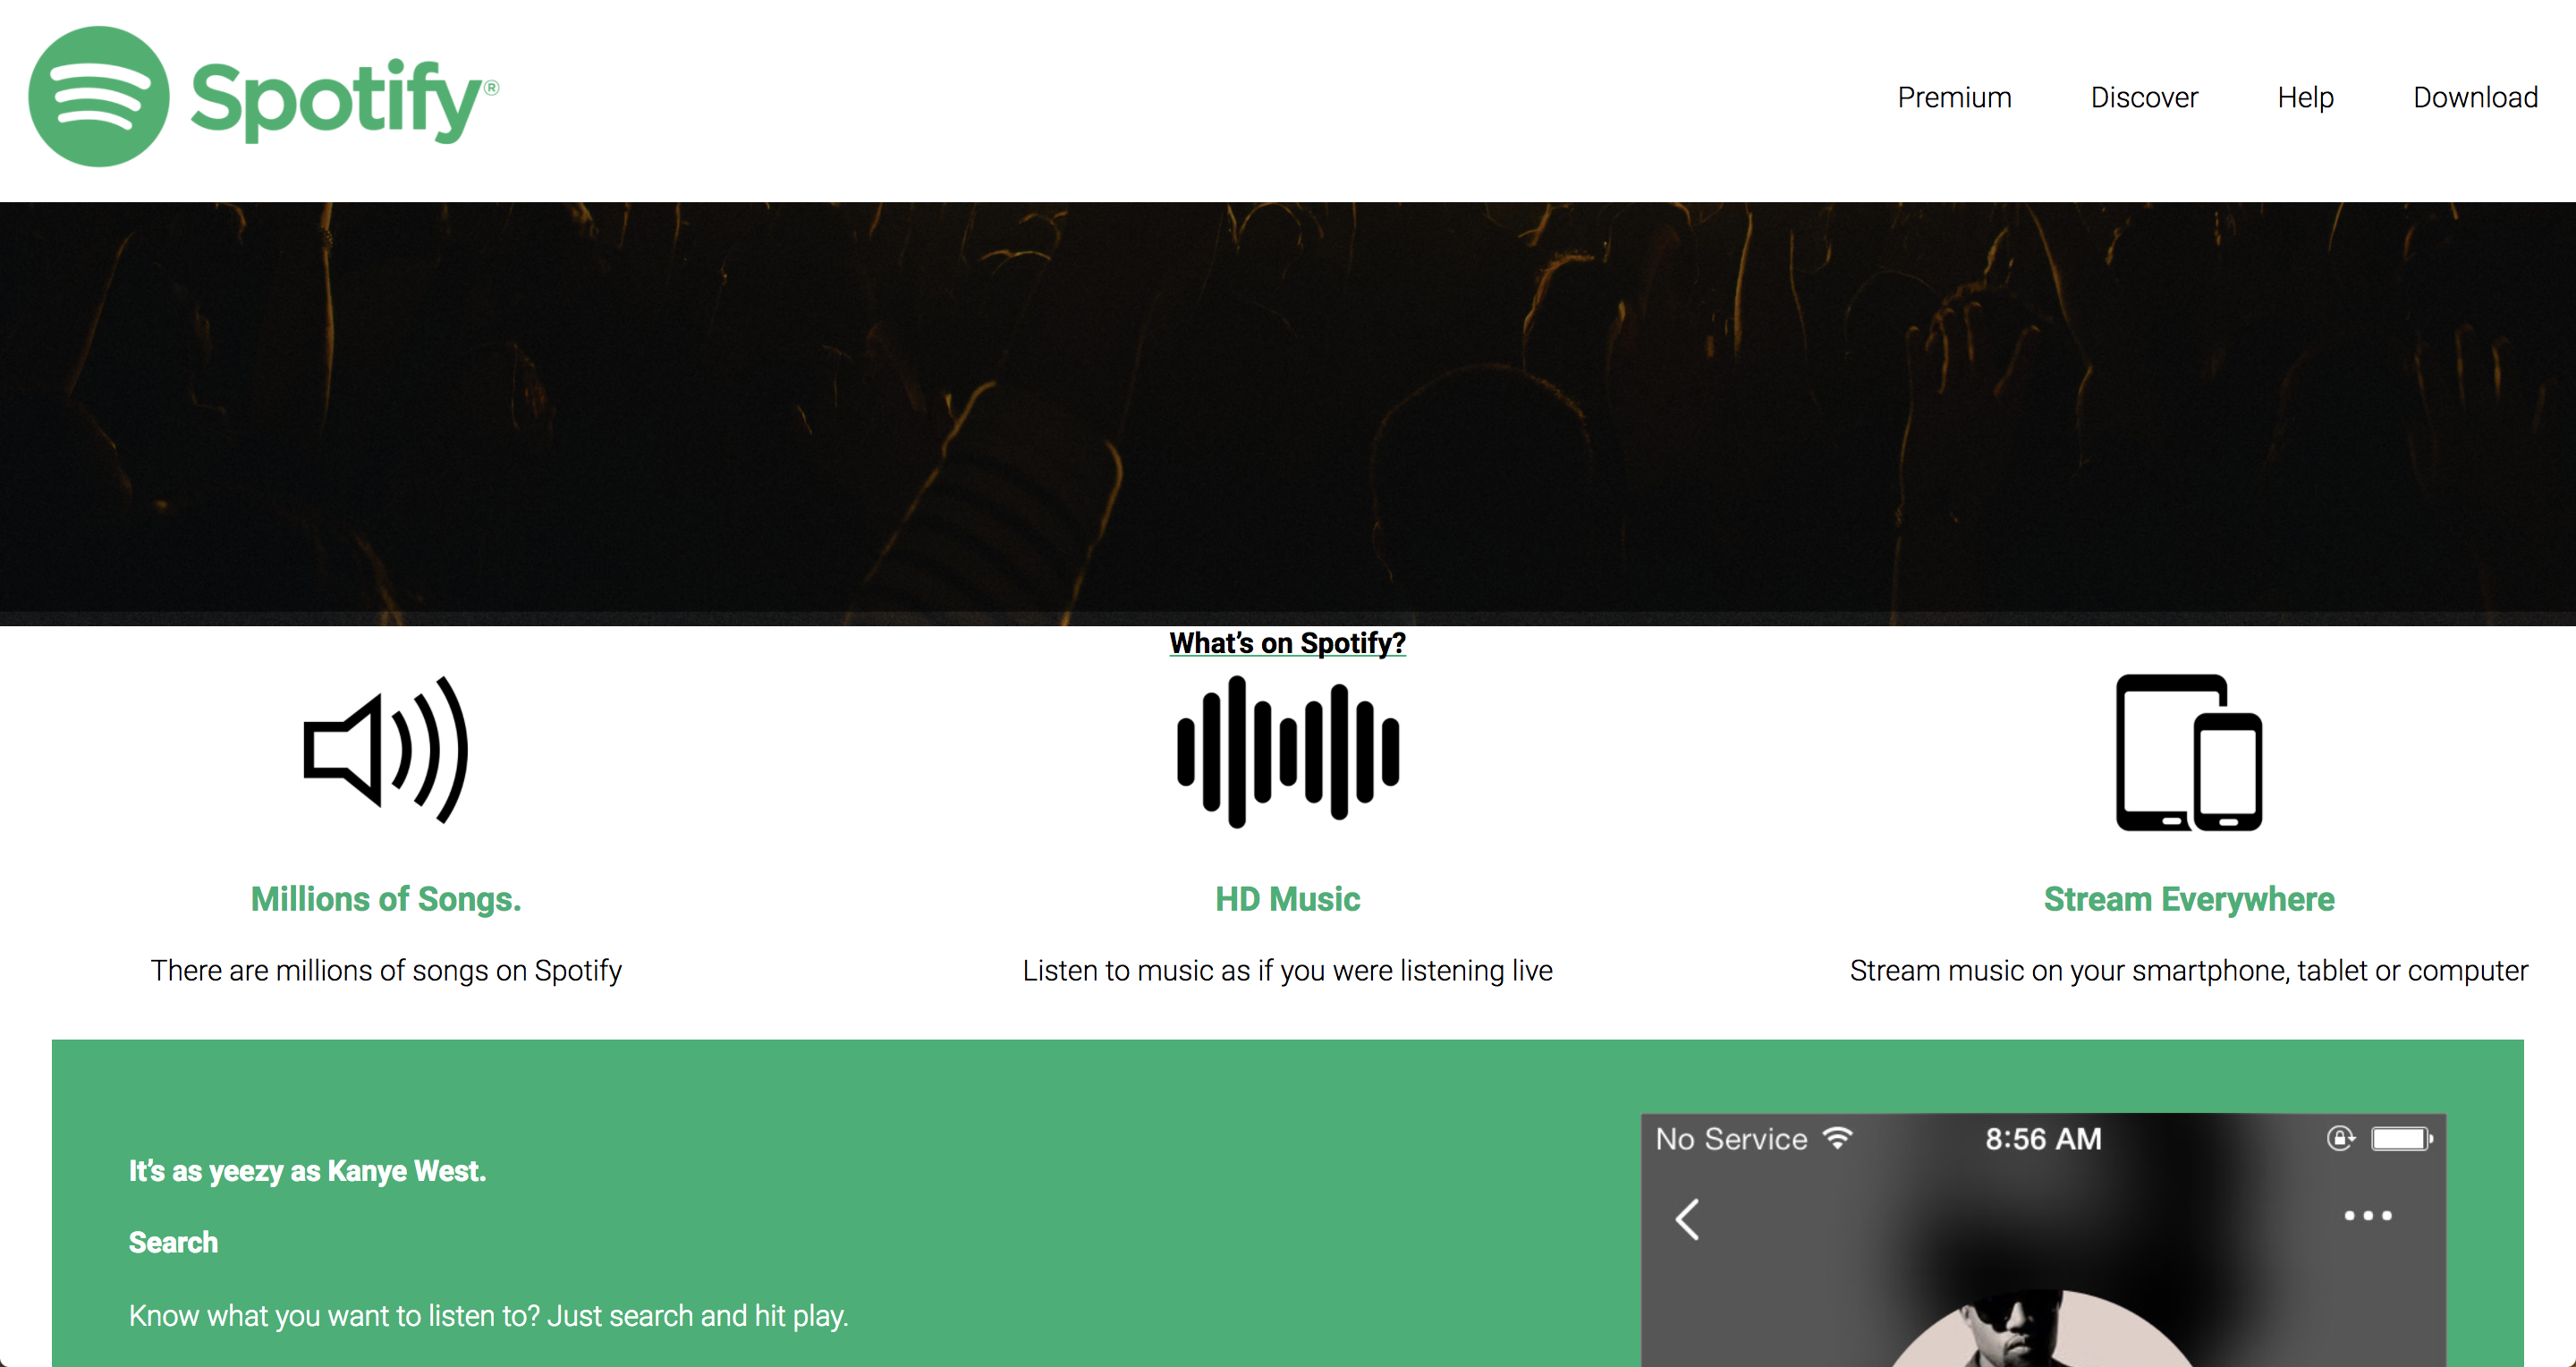 Spotify®
Premium Discover Help Download
What's on Spotify?
Millions of Songs. HD Music Stream Everywhere
There are millions of songs on Spotify Listen to music as if you were listening live Stream music on your smartphone, tablet or computer
It's as yeezy as Kanye West.
Search
Know what you want to listen to? Just search and hit play.
No Service 8:56 AM